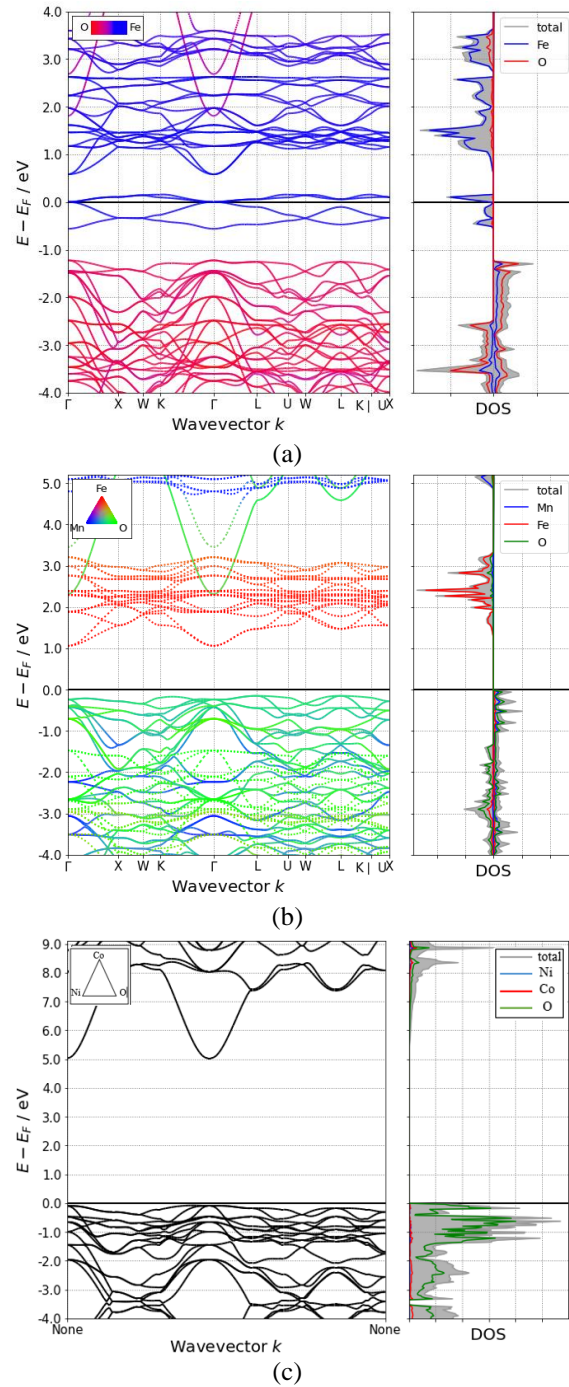 O Fe
4.0
3.0
2.0
1.0
0.0
-1.0
-2.0
-3.0
-4.0
E − E_F / eV
Γ X W K Γ L U W L K | U X
Wavevector k
total
Fe
O
DOS
(a)
Fe
Mn O
5.0
4.0
3.0
2.0
1.0
0.0
-1.0
-2.0
-3.0
-4.0
E − E_F / eV
Γ X W K Γ L U W L K | U X
Wavevector k
total
Mn
Fe
O
DOS
(b)
Co
Ni O
9.0
8.0
7.0
6.0
5.0
4.0
3.0
2.0
1.0
0.0
-1.0
-2.0
-3.0
-4.0
E − E_F / eV
None None
Wavevector k
total
Ni
Co
O
DOS
(c)